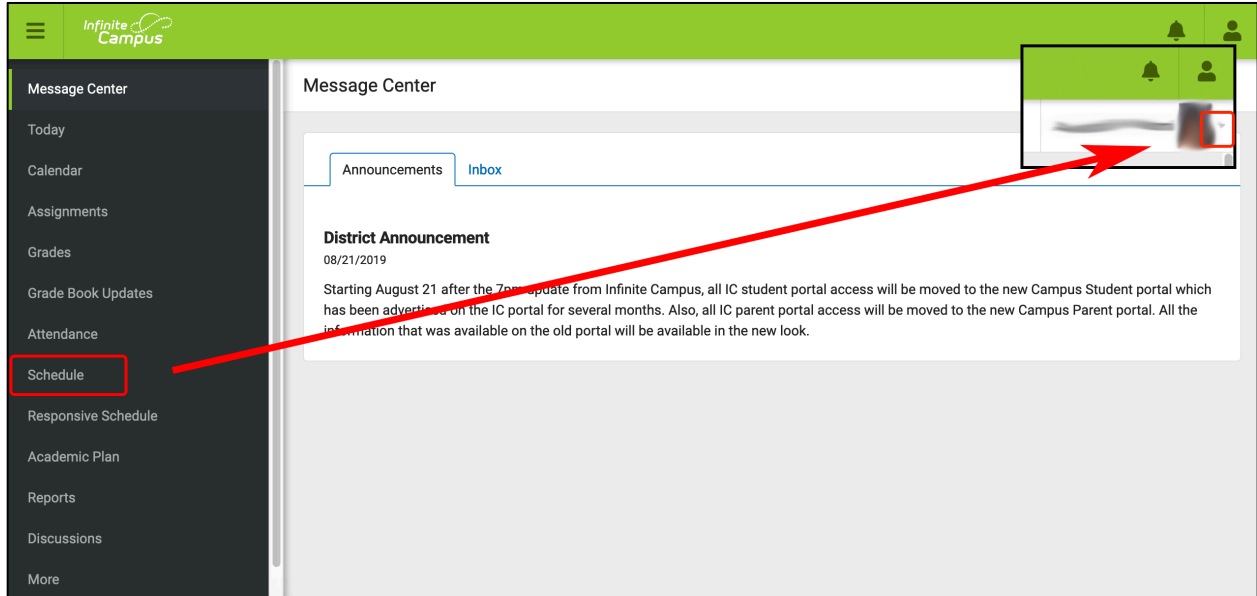 Infinite
Campus
Message Center
Today
Calendar
Assignments
Grades
Grade Book Updates
Attendance
Schedule
Responsive Schedule
Academic Plan
Reports
Discussions
More
Message Center
Announcements
Inbox
District Announcement
08/21/2019
Starting August 21 after the 7pm update from Infinite Campus, all IC student portal access will be moved to the new Campus Student portal which
has been advertised on the IC portal for several months. Also, all IC parent portal access will be moved to the new Campus Parent portal. All the
information that was available on the old portal will be available in the new look.